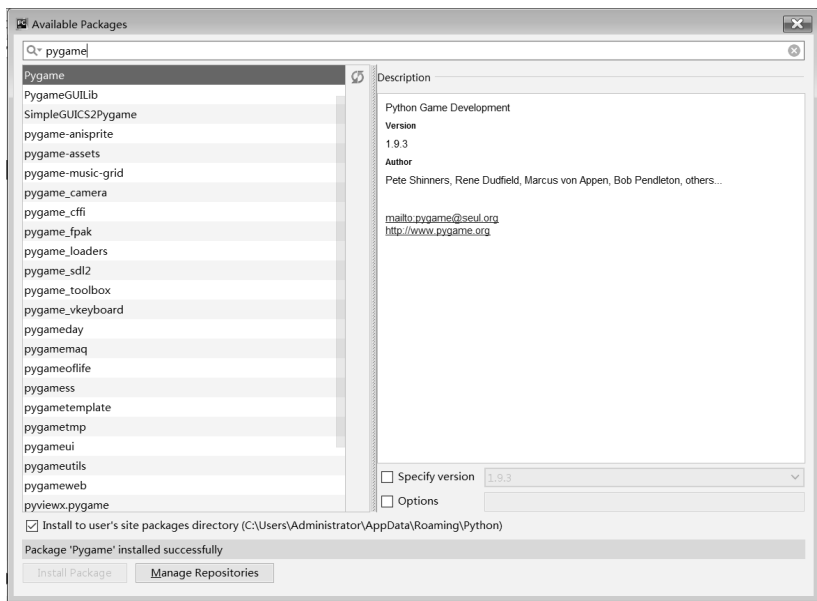 Available Packages
pygame
Pygame
PygameGUILib
SimpleGUICS2Pygame
pygame-anisprite
pygame-assets
pygame-music-grid
pygame_camera
pygame_cffi
pygame_fpak
pygame_loaders
pygame_sdl2
pygame_toolbox
pygame_vkeyboard
pygameday
pygamemaq
pygameoflife
pygamess
pygametemplate
pygametmp
pygameui
pygameutils
pygameweb
pyviewx.pygame
Description
Python Game Development
Version
1.9.3
Author
Pete Shinners, Rene Dudfield, Marcus von Appen, Bob Pendleton, others...
mailto:pygame@seul.org
http://www.pygame.org
Specify version 1.9.3
Options
Install to user's site packages directory (C:\Users\Administrator\AppData\Roaming\Python)
Package 'Pygame' installed successfully
Install Package Manage Repositories